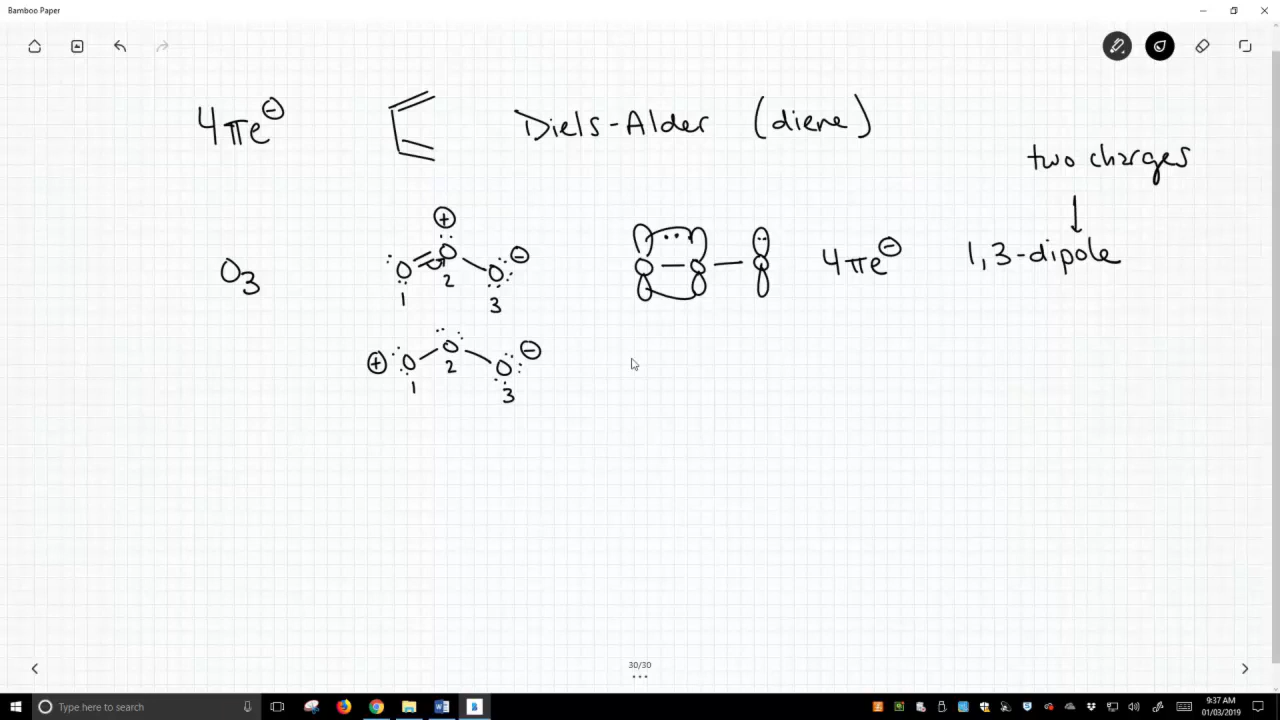 Bamboo Paper
4πe⊖
Diels-Alder (diene)
two charges
O₃
⊕
O O O ⊖
1 2 3
O O O
4πe⊖
1,3-dipole
⊕ O O O ⊖
1 2 3
30/30
Type here to search
9:37 AM
01/03/2019